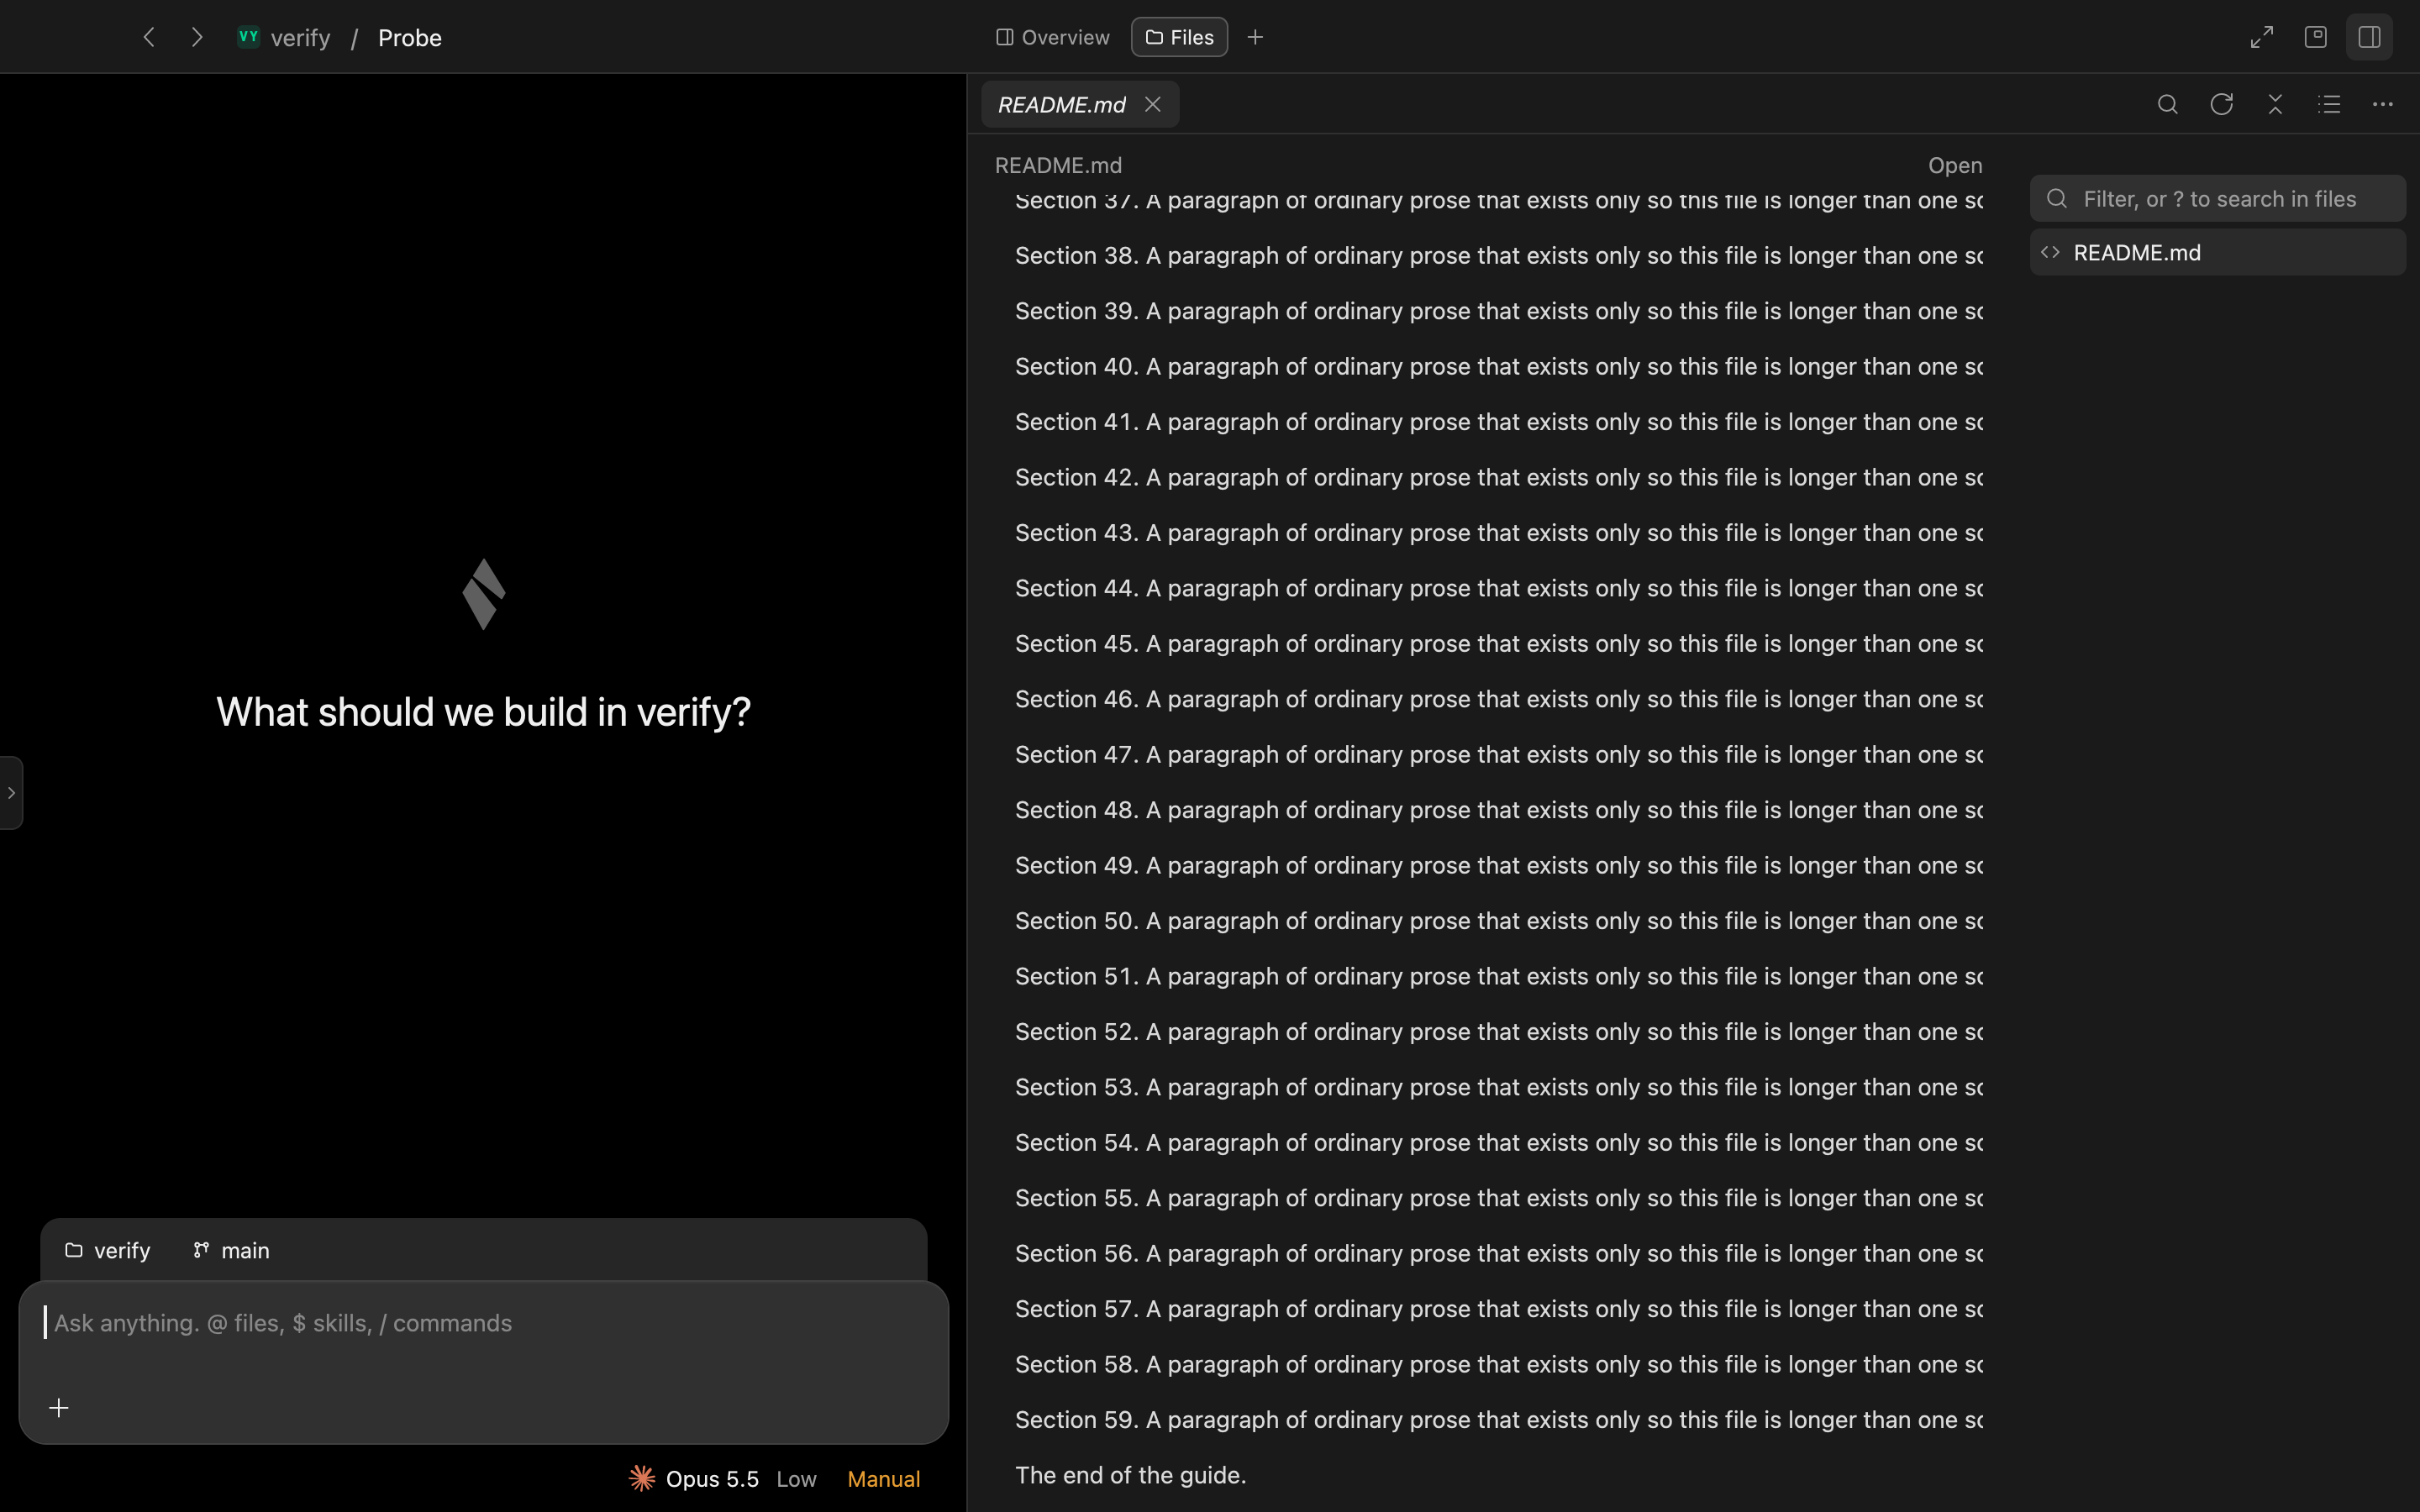 VY verify / Probe
Overview
Files
README.md
README.md
Open
Filter, or ? to search in files
README.md
Section 37. A paragraph of ordinary prose that exists only so this file is longer than one
Section 38. A paragraph of ordinary prose that exists only so this file is longer than one
Section 39. A paragraph of ordinary prose that exists only so this file is longer than one
Section 40. A paragraph of ordinary prose that exists only so this file is longer than one
Section 41. A paragraph of ordinary prose that exists only so this file is longer than one
Section 42. A paragraph of ordinary prose that exists only so this file is longer than one
Section 43. A paragraph of ordinary prose that exists only so this file is longer than one
Section 44. A paragraph of ordinary prose that exists only so this file is longer than one
Section 45. A paragraph of ordinary prose that exists only so this file is longer than one
Section 46. A paragraph of ordinary prose that exists only so this file is longer than one
Section 47. A paragraph of ordinary prose that exists only so this file is longer than one
Section 48. A paragraph of ordinary prose that exists only so this file is longer than one
Section 49. A paragraph of ordinary prose that exists only so this file is longer than one
Section 50. A paragraph of ordinary prose that exists only so this file is longer than one
Section 51. A paragraph of ordinary prose that exists only so this file is longer than one
Section 52. A paragraph of ordinary prose that exists only so this file is longer than one
Section 53. A paragraph of ordinary prose that exists only so this file is longer than one
Section 54. A paragraph of ordinary prose that exists only so this file is longer than one
Section 55. A paragraph of ordinary prose that exists only so this file is longer than one
Section 56. A paragraph of ordinary prose that exists only so this file is longer than one
Section 57. A paragraph of ordinary prose that exists only so this file is longer than one
Section 58. A paragraph of ordinary prose that exists only so this file is longer than one
Section 59. A paragraph of ordinary prose that exists only so this file is longer than one
The end of the guide.
What should we build in verify?
verify
main
Ask anything. @ files, $ skills, / commands
Opus 5.5 Low Manual